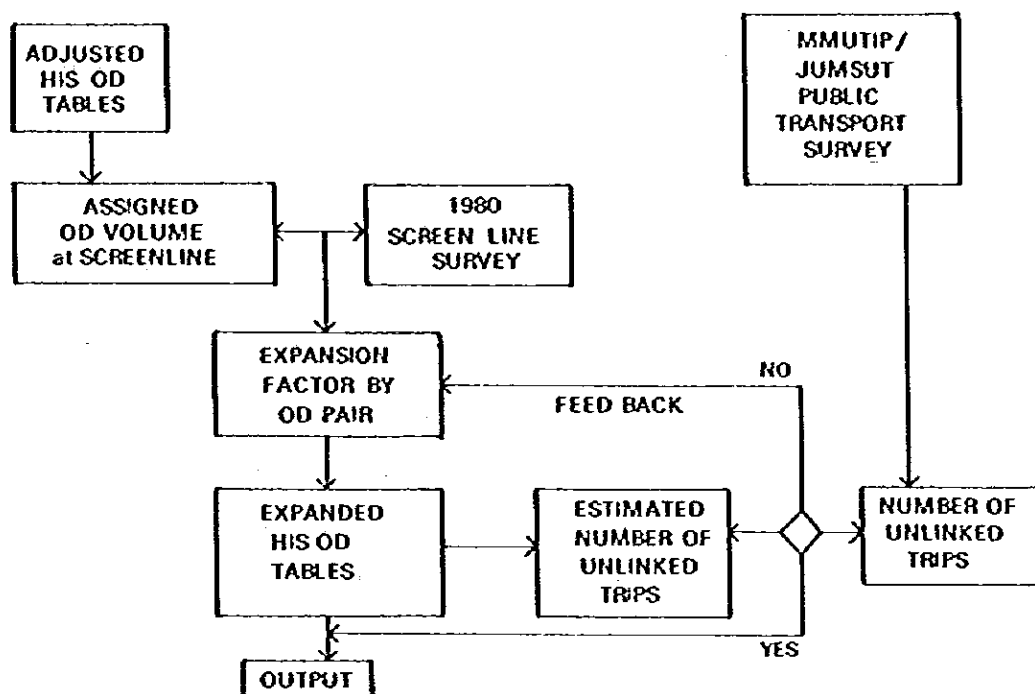 ADJUSTED
HIS OD
TABLES
MMUTIP/
JUMSUT
PUBLIC
TRANSPORT
SURVEY
ASSIGNED
OD VOLUME
at SCREENLINE
1980
SCREEN LINE
SURVEY
EXPANSION
FACTOR BY
OD PAIR
NO
FEED BACK
EXPANDED
HIS OD
TABLES
ESTIMATED
NUMBER OF
UNLINKED
TRIPS
NUMBER OF
UNLINKED
TRIPS
YES
OUTPUT